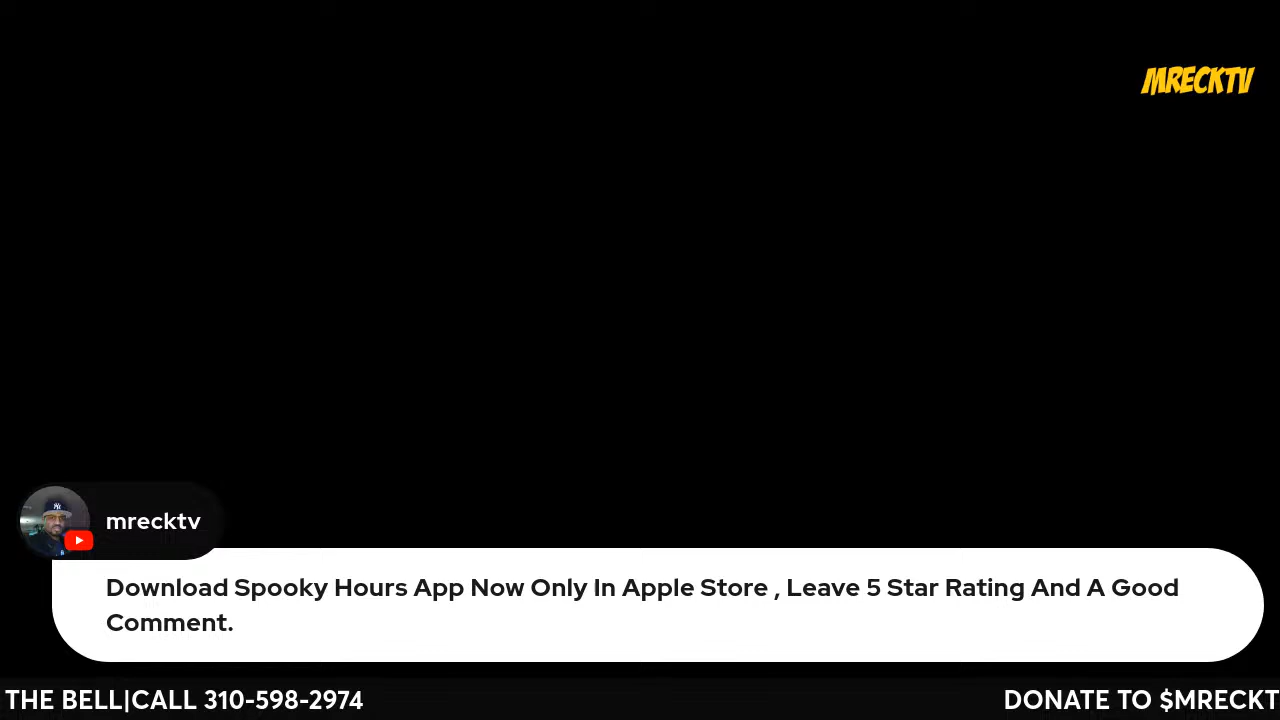 MRECKTV
mrecktv
Download Spooky Hours App Now Only In Apple Store , Leave 5 Star Rating And A Good
Comment.
THE BELL|CALL 310-598-2974 DONATE TO $MRECKT